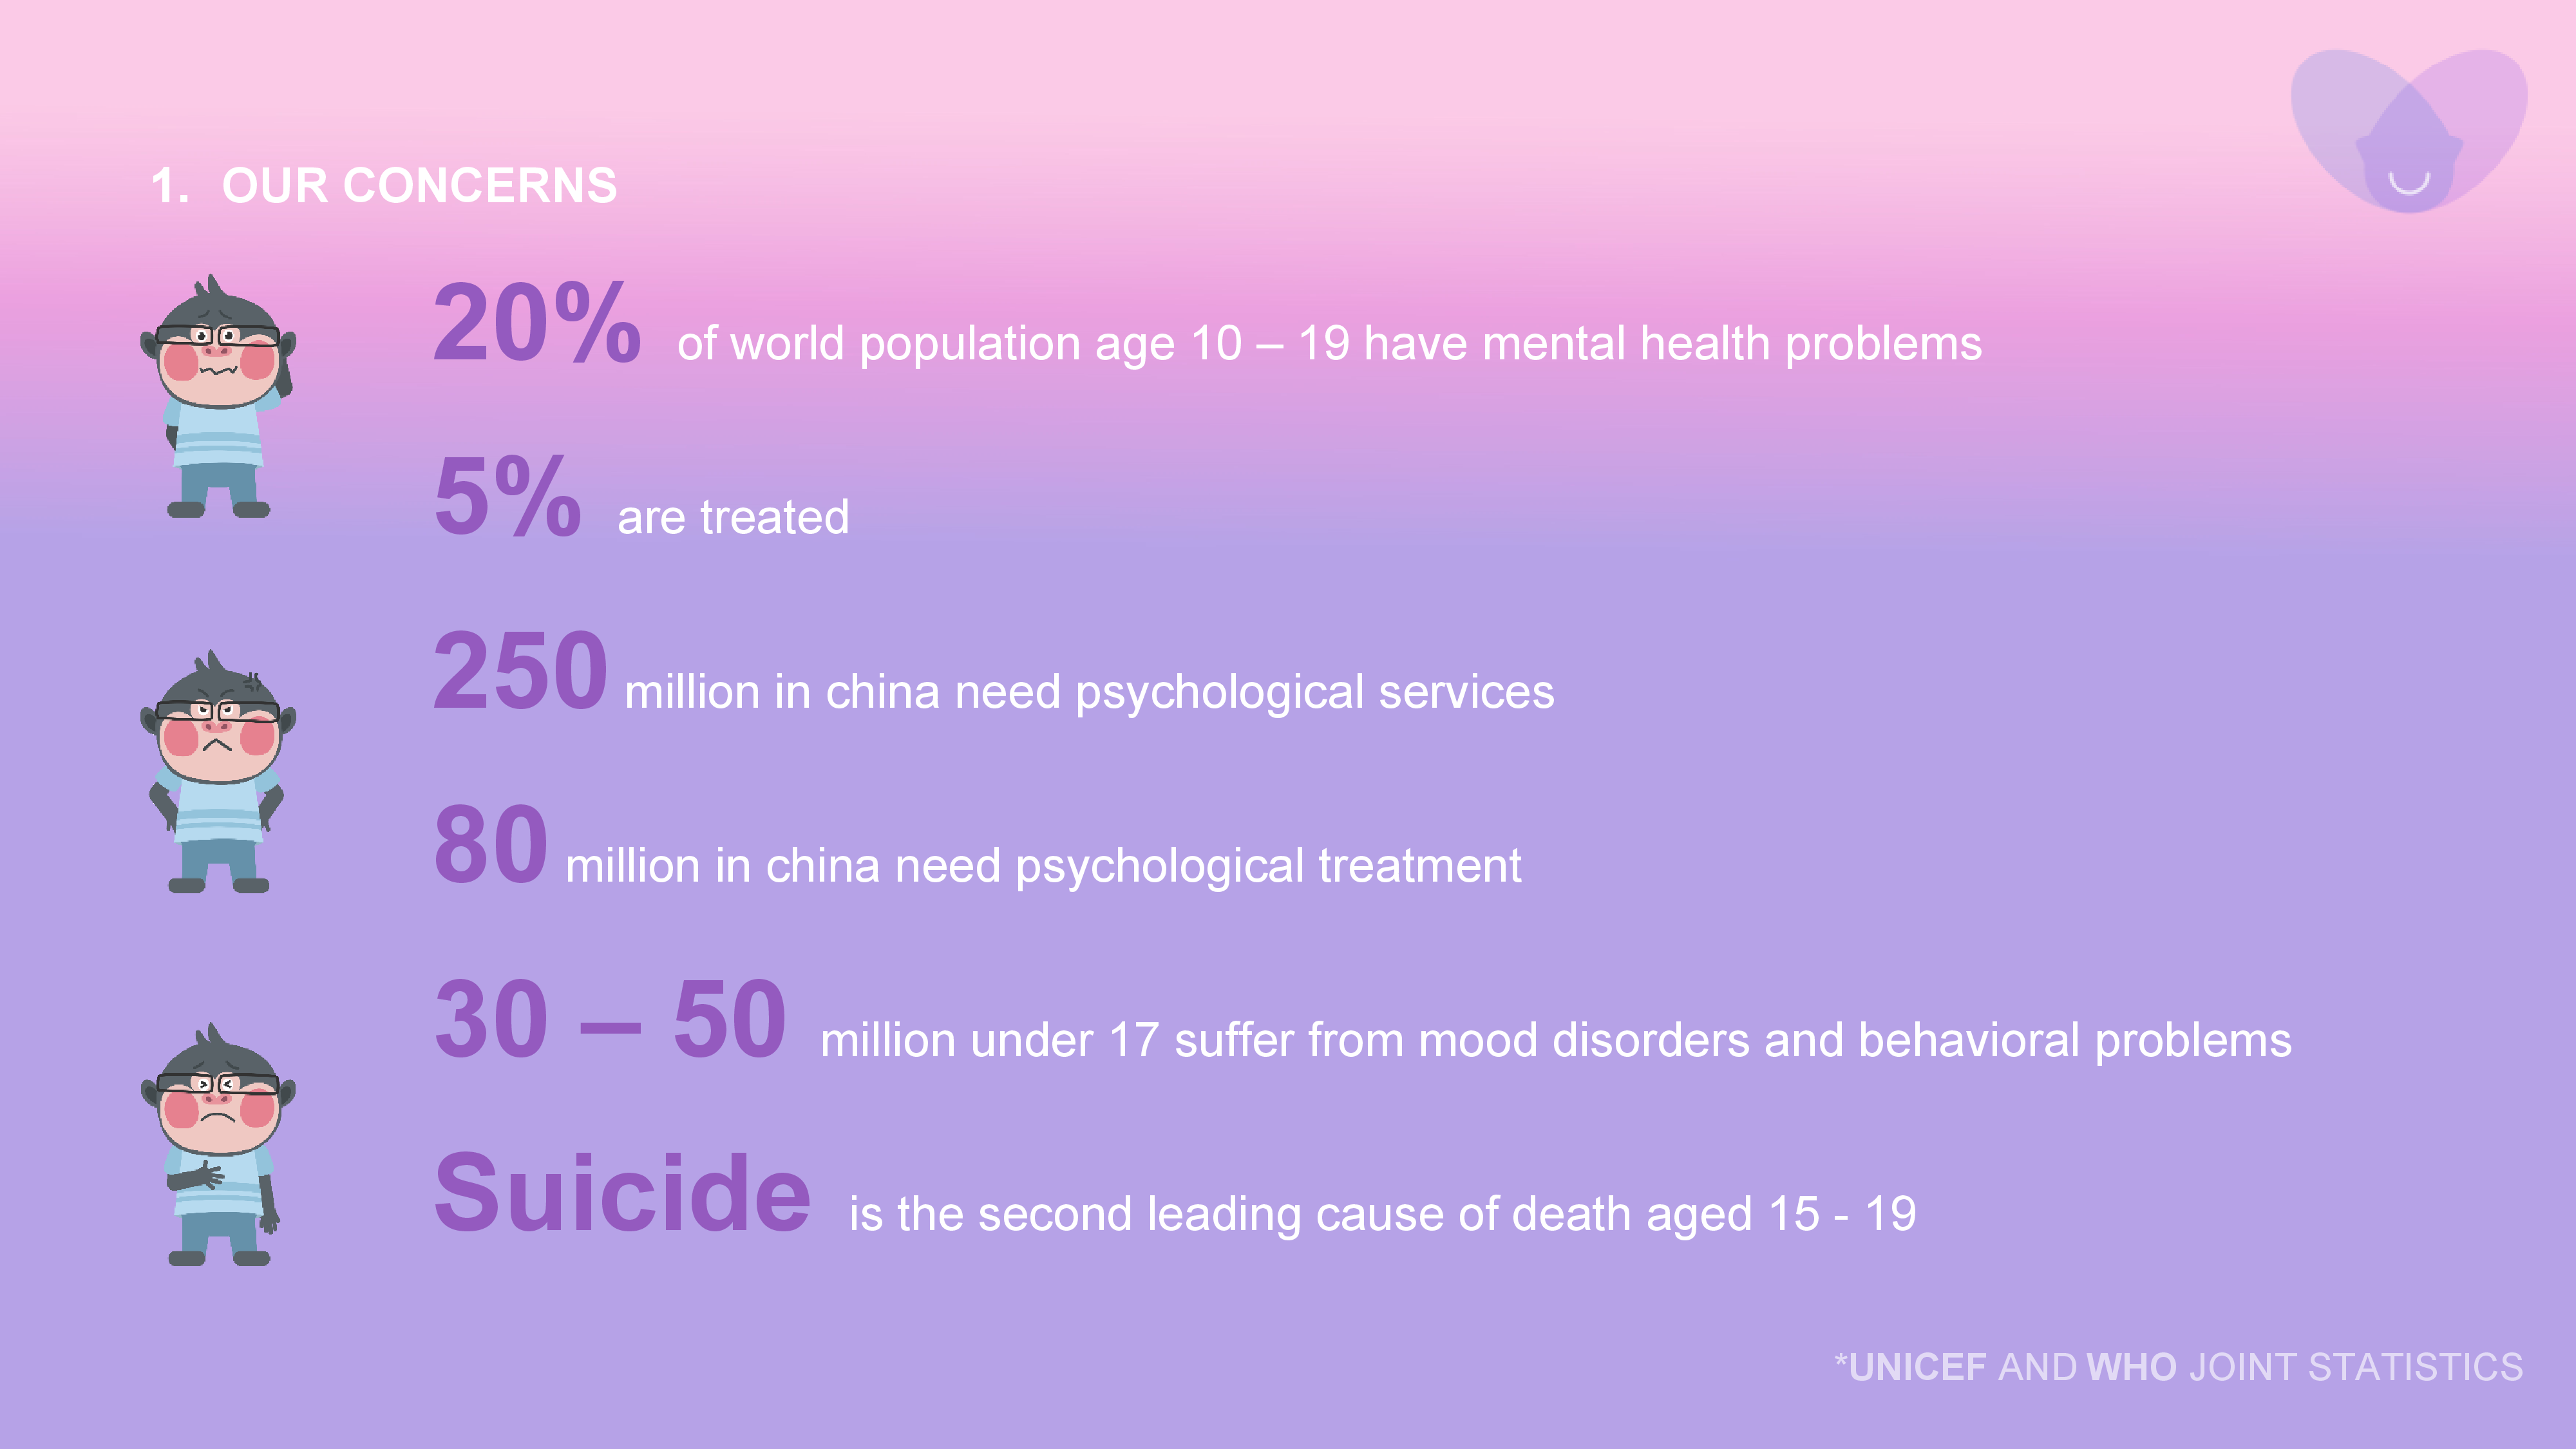 1. OUR CONCERNS
20% of world population age 10 – 19 have mental health problems
5% are treated
250 million in china need psychological services
80 million in china need psychological treatment
30 – 50 million under 17 suffer from mood disorders and behavioral problems
Suicide is the second leading cause of death aged 15 - 19
*UNICEF AND WHO JOINT STATISTICS